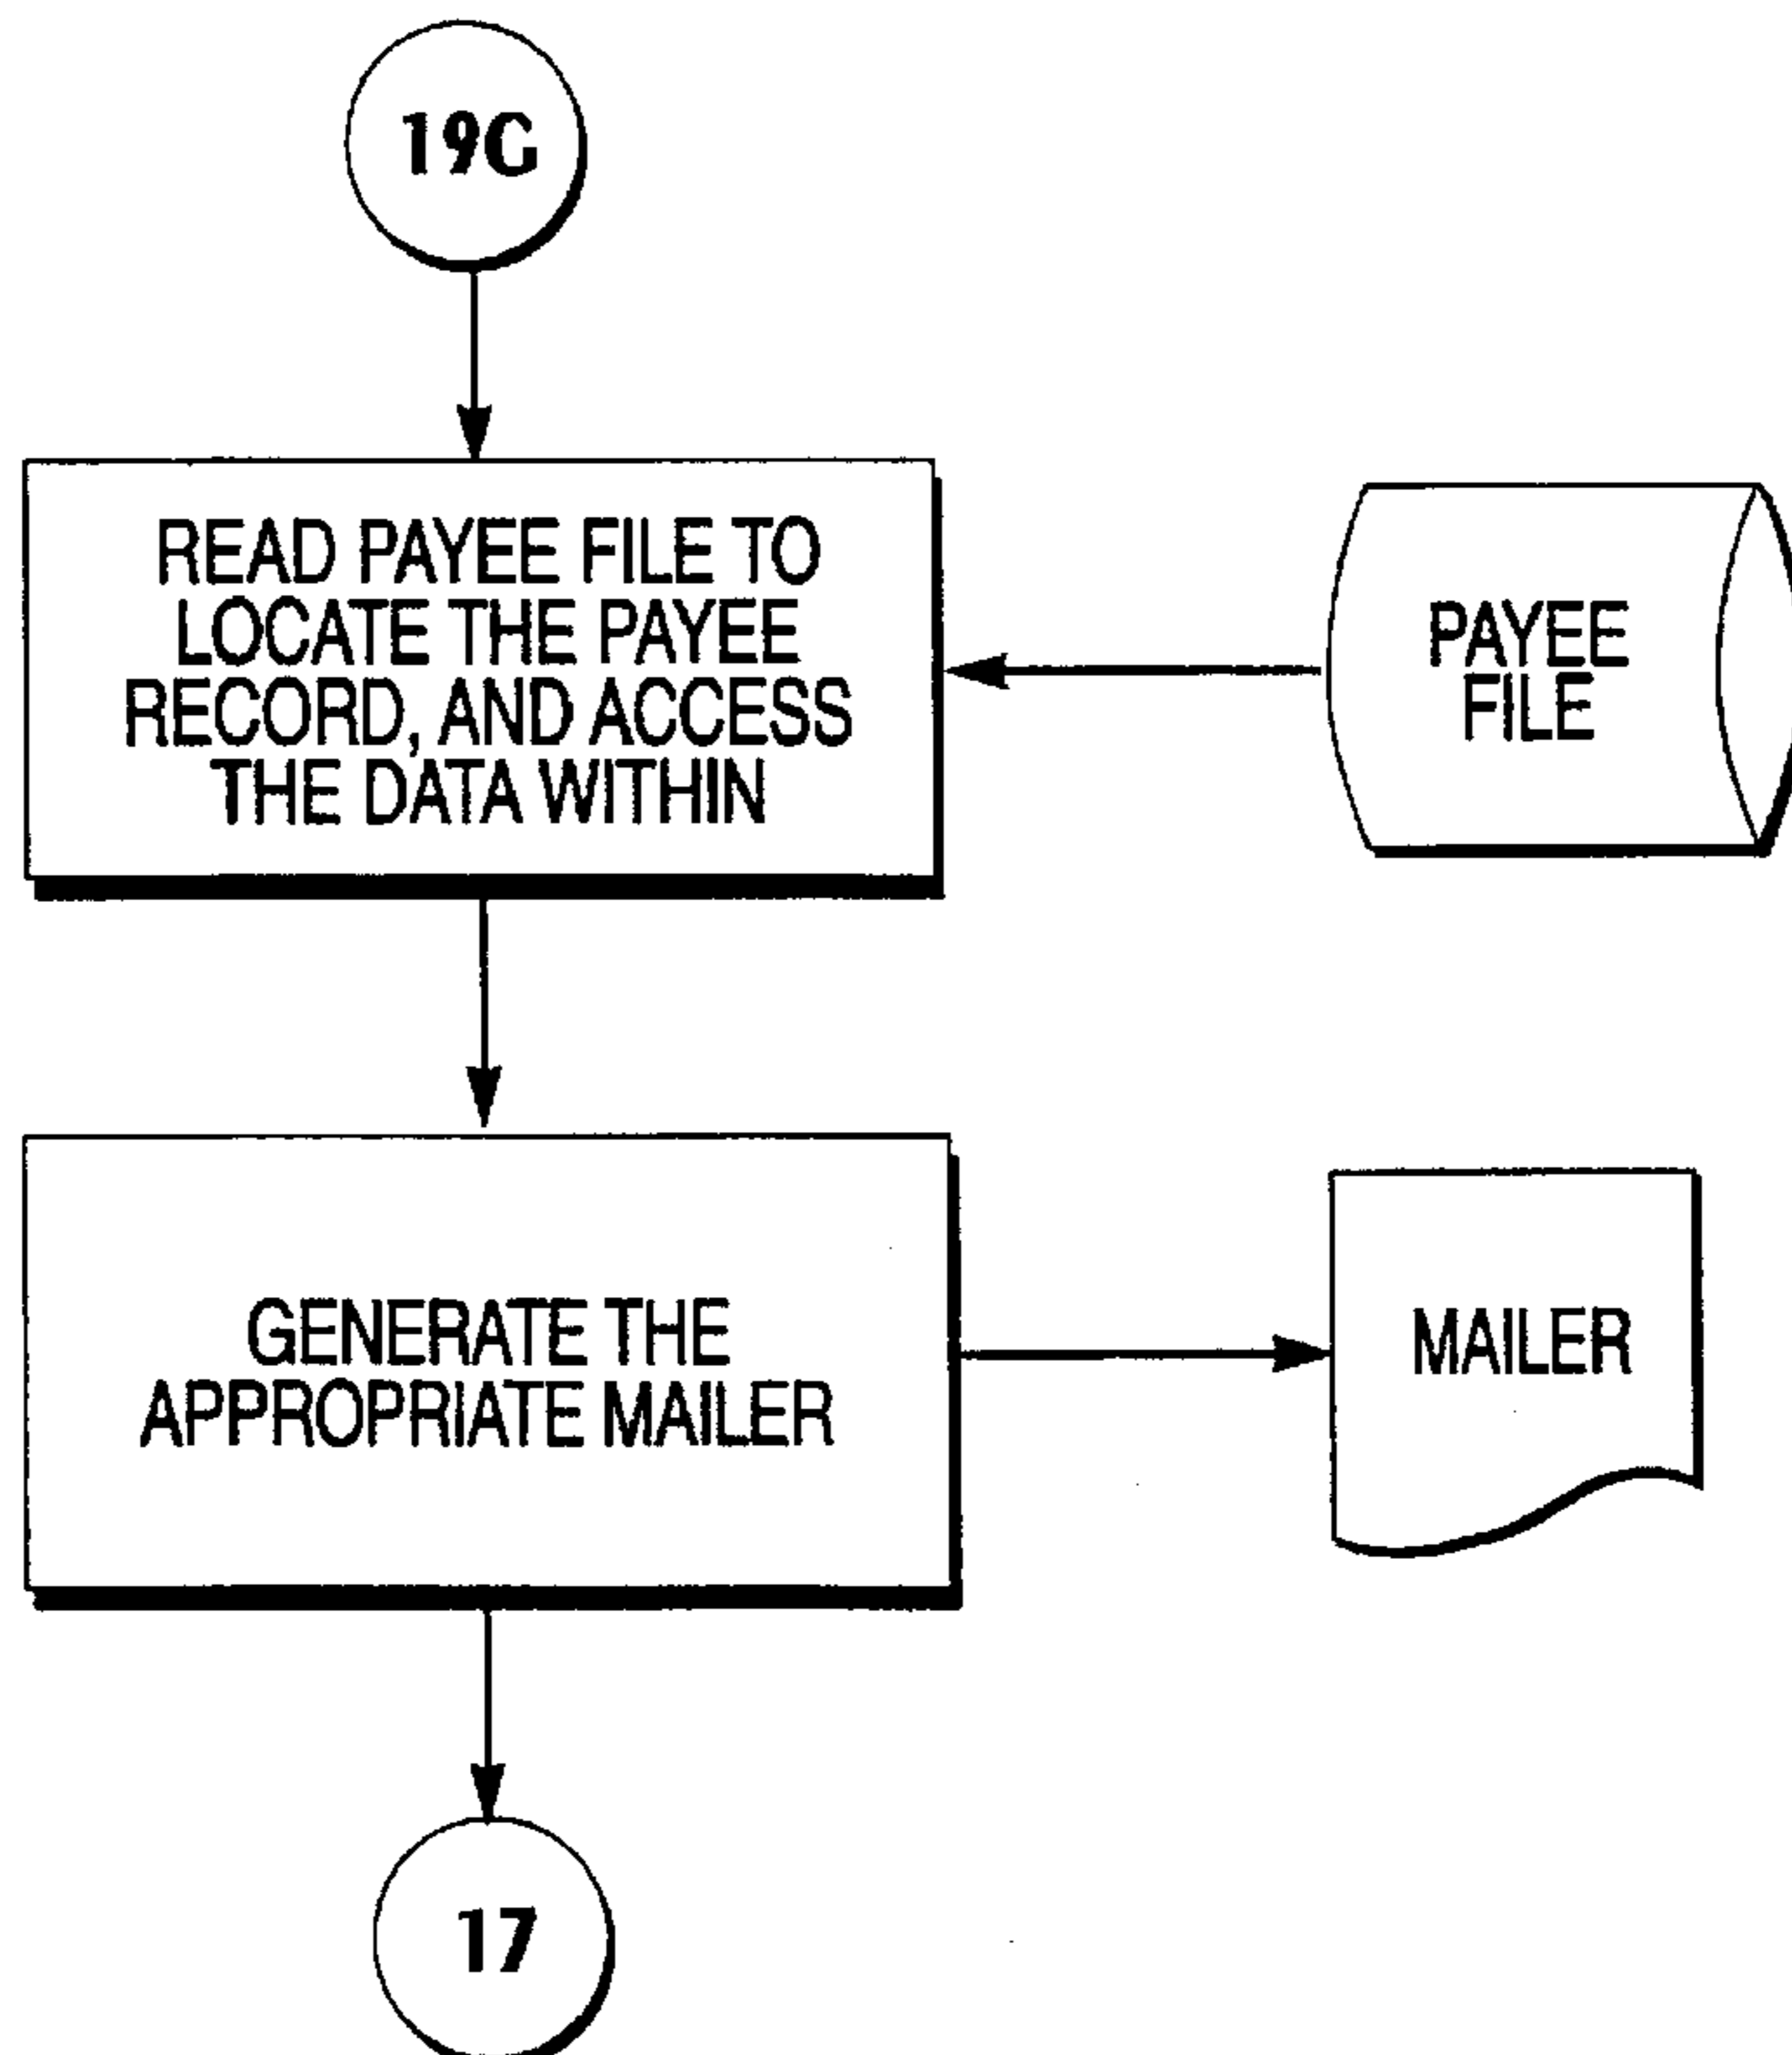 19G
READ PAYEE FILE TO
LOCATE THE PAYEE
RECORD, AND ACCESS
THE DATA WITHIN
PAYEE
FILE
GENERATE THE
APPROPRIATE MAILER
MAILER
17